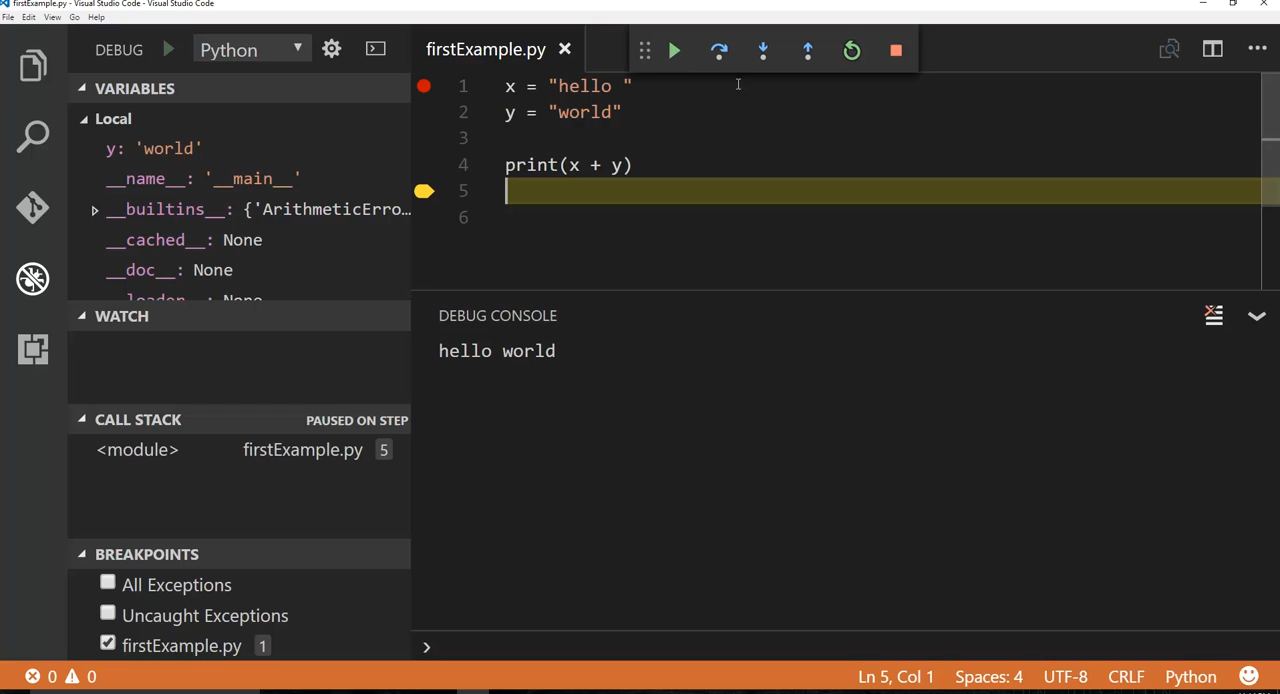 firstExample.py - Visual Studio Code - Visual Studio Code
File Edit View Go Help
DEBUG Python
firstExample.py
VARIABLES
Local
y: 'world'
__name__: '__main__'
__builtins__: {'ArithmeticErro...
__cached__: None
__doc__: None
WATCH
CALL STACK PAUSED ON STEP
<module> firstExample.py 5
BREAKPOINTS
All Exceptions
Uncaught Exceptions
firstExample.py 1
1 x = "hello "
2 y = "world"
3
4 print(x + y)
5
6
DEBUG CONSOLE
hello world
0 0 Ln 5, Col 1 Spaces: 4 UTF-8 CRLF Python